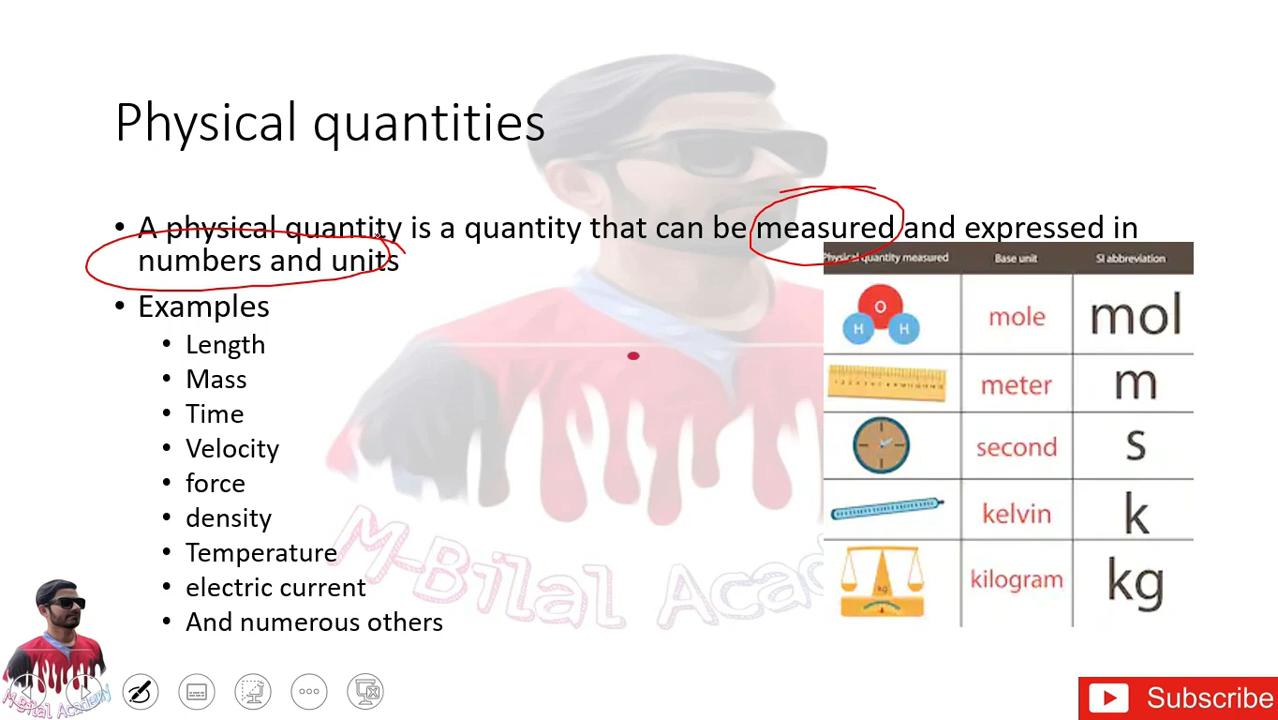 Physical quantities
• A physical quantity is a quantity that can be measured and expressed in
numbers and units
• Examples
• Length
• Mass
• Time
• Velocity
• force
• density
• Temperature
• electric current
• And numerous others
Physical quantity measured Base unit SI abbreviation
O
H H
mole mol
meter m
second s
kelvin k
kg
kilogram kg
M-Bilal Academy
Subscribe